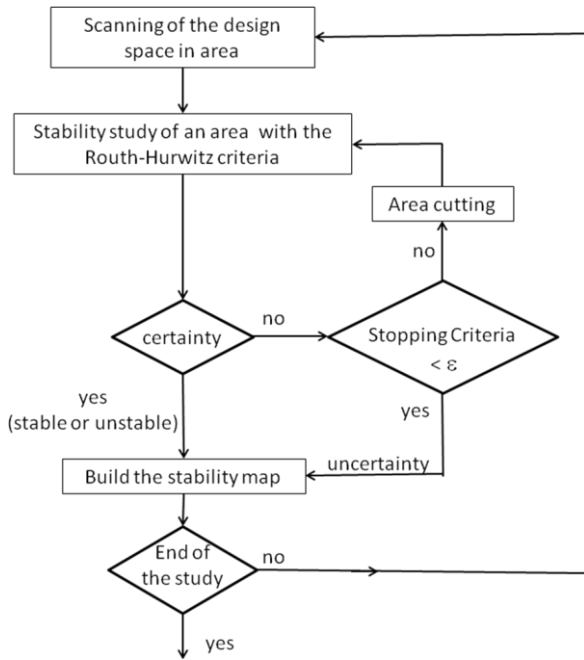 Scanning of the design
space in area
Stability study of an area with the
Routh-Hurwitz criteria
Area cutting
no
certainty
no
Stopping Criteria
< ε
yes
(stable or unstable)
yes
uncertainty
Build the stability map
End of
the study
no
yes